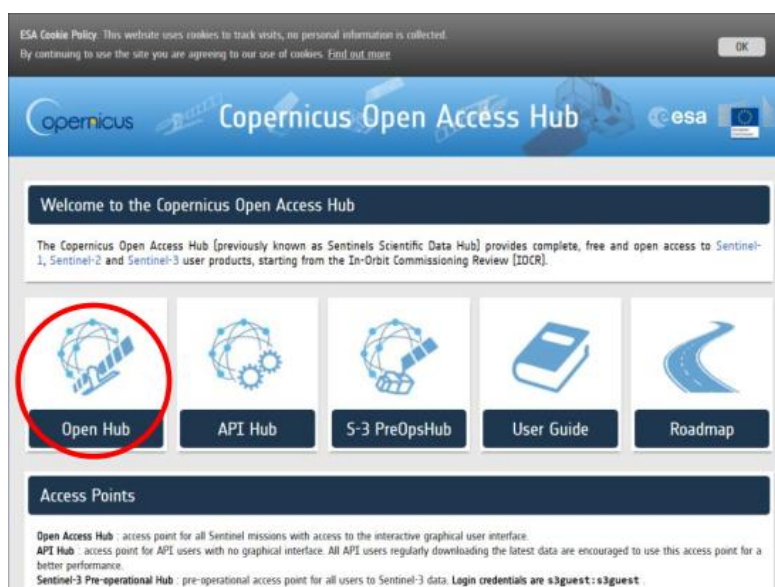 ESA Cookie Policy: This website uses cookies to track visits, no personal information is collected.
By continuing to use the site you are agreeing to our use of cookies. Find out more
OK
Copernicus
Copernicus Open Access Hub
esa
Welcome to the Copernicus Open Access Hub
The Copernicus Open Access Hub (previously known as Sentinels Scientific Data Hub) provides complete, free and open access to Sentinel-
1, Sentinel-2 and Sentinel-3 user products, starting from the In-Orbit Commissioning Review [IOCR].
Open Hub
API Hub
S-3 PreOpsHub
User Guide
Roadmap
Access Points
Open Access Hub : access point for all Sentinel missions with access to the interactive graphical user interface.
API Hub : access point for API users with no graphical interface. All API users regularly downloading the latest data are encouraged to use this access point for a
better performance.
Sentinel-3 Pre-operational Hub : pre-operational access point for all users to Sentinel-3 data. Login credentials are s3guest:s3guest